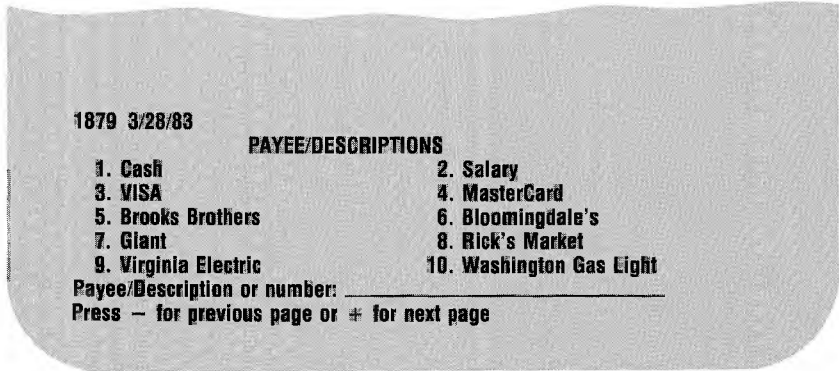 1879 3/28/83
PAYEE/DESCRIPTIONS
1. Cash 2. Salary
3. VISA 4. MasterCard
5. Brooks Brothers 6. Bloomingdale's
7. Giant 8. Rick's Market
9. Virginia Electric 10. Washington Gas Light
Payee/Description or number: ____________________
Press — for previous page or + for next page